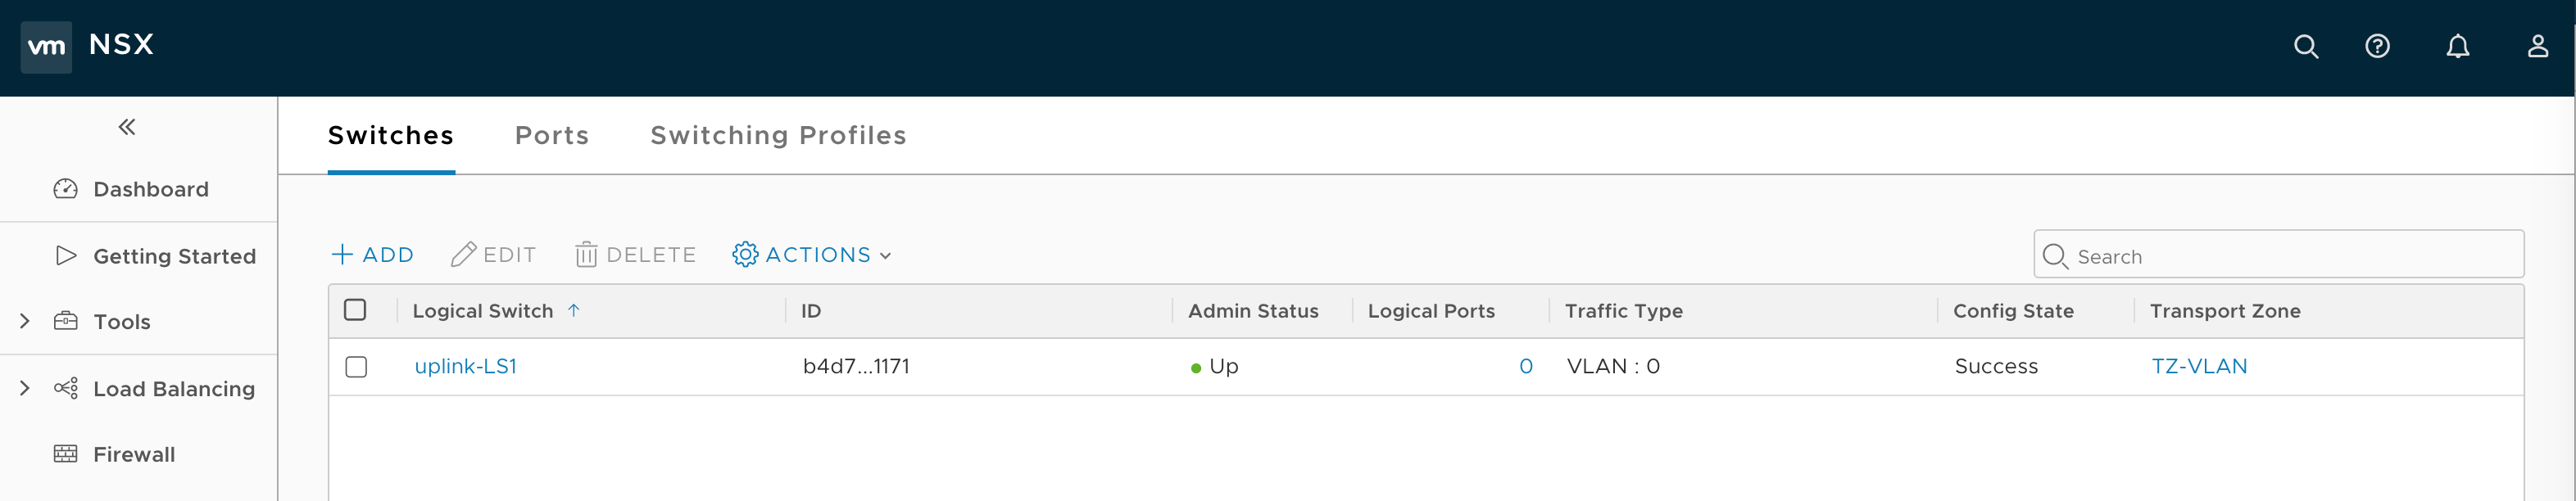 vm NSX
Switches Ports Switching Profiles
Dashboard
Getting Started
Tools
Load Balancing
Firewall
ADD EDIT DELETE ACTIONS
Search
Logical Switch ID Admin Status Logical Ports Traffic Type Config State Transport Zone
uplink-LS1 b4d7...1171 Up 0 VLAN : 0 Success TZ-VLAN